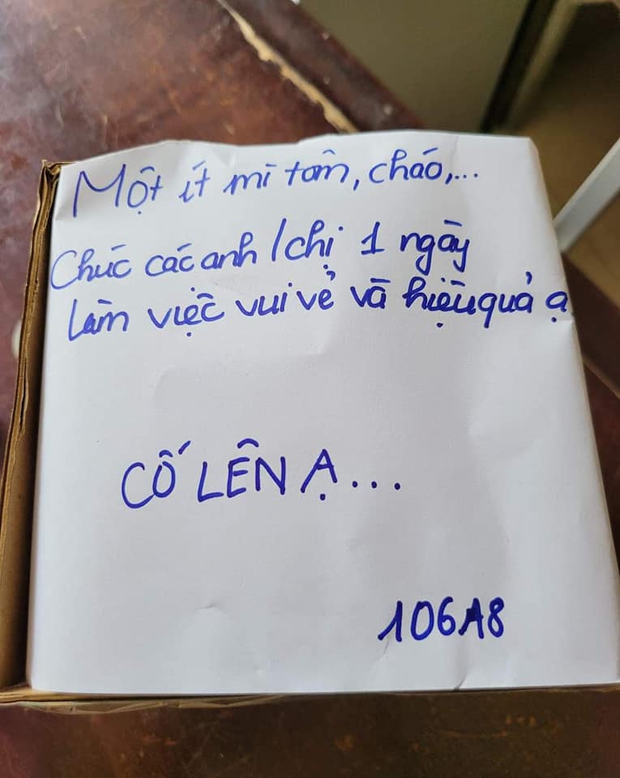 Một ít mì tôm, cháo,...
Chúc các anh/chị 1 ngày
làm việc vui vẻ và hiệu quả ạ
CỐ LÊN Ạ...
106A8